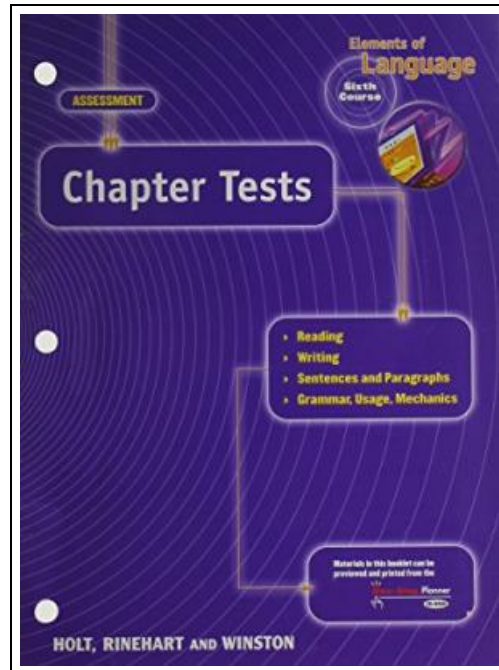 Elements of
Language
Sixth
Course
ASSESSMENT
Chapter Tests
Reading
Writing
Sentences and Paragraphs
Grammar, Usage, Mechanics
Materials in this booklet can be
previewed and printed from the
Planner
HOLT, RINEHART AND WINSTON